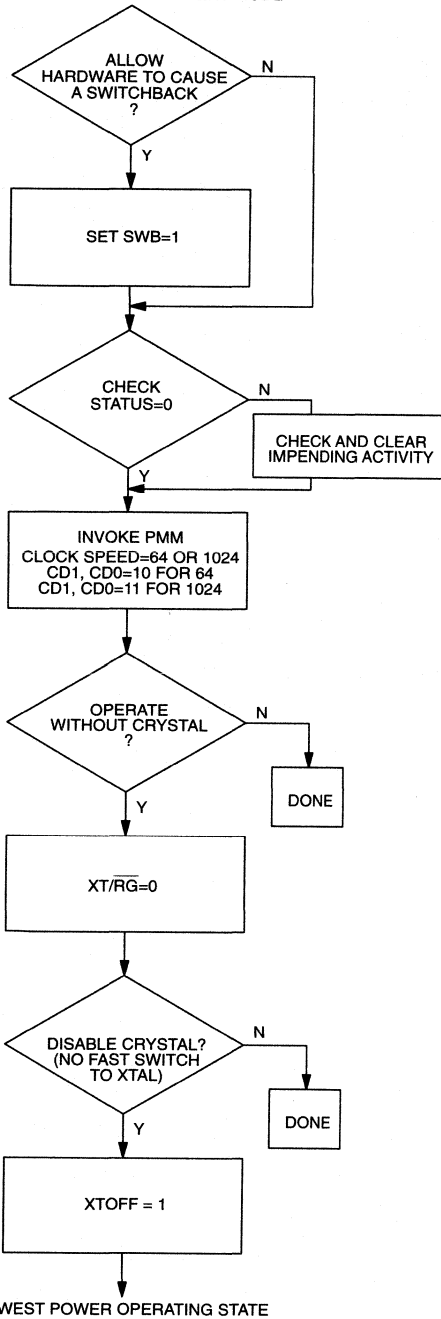 ALLOW
HARDWARE TO CAUSE
A SWITCHBACK
?
N
Y
SET SWB=1
CHECK
STATUS=0
N
CHECK AND CLEAR
IMPENDING ACTIVITY
Y
INVOKE PMM
CLOCK SPEED=64 OR 1024
CD1, CD0=10 FOR 64
CD1, CD0=11 FOR 1024
OPERATE
WITHOUT CRYSTAL
?
N
DONE
Y
XT/R̅G̅=0
DISABLE CRYSTAL?
(NO FAST SWITCH
TO XTAL)
N
DONE
Y
XTOFF = 1
WEST POWER OPERATING STATE